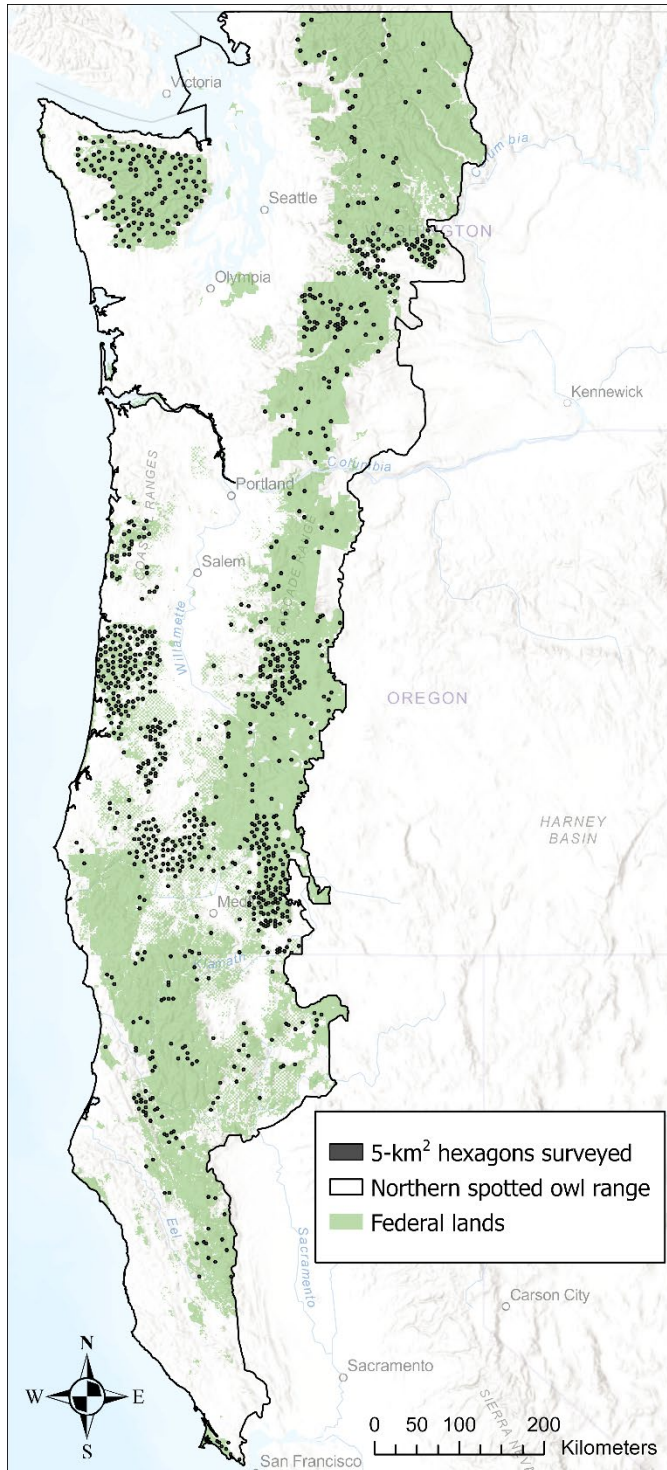 Victoria
Columbia
Seattle
WASHINGTON
Olympia
Kennewick
Columbia
Portland
COAST RANGES
CASCADE RANGE
Salem
Willamette
OREGON
HARNEY
BASIN
Med
Klamath
5-km² hexagons surveyed
Northern spotted owl range
Federal lands
Eel
Sacramento
Carson City
N
W E
S
Sacramento
SIERRA NEV
0 50 100 200
Kilometers
San Francisco